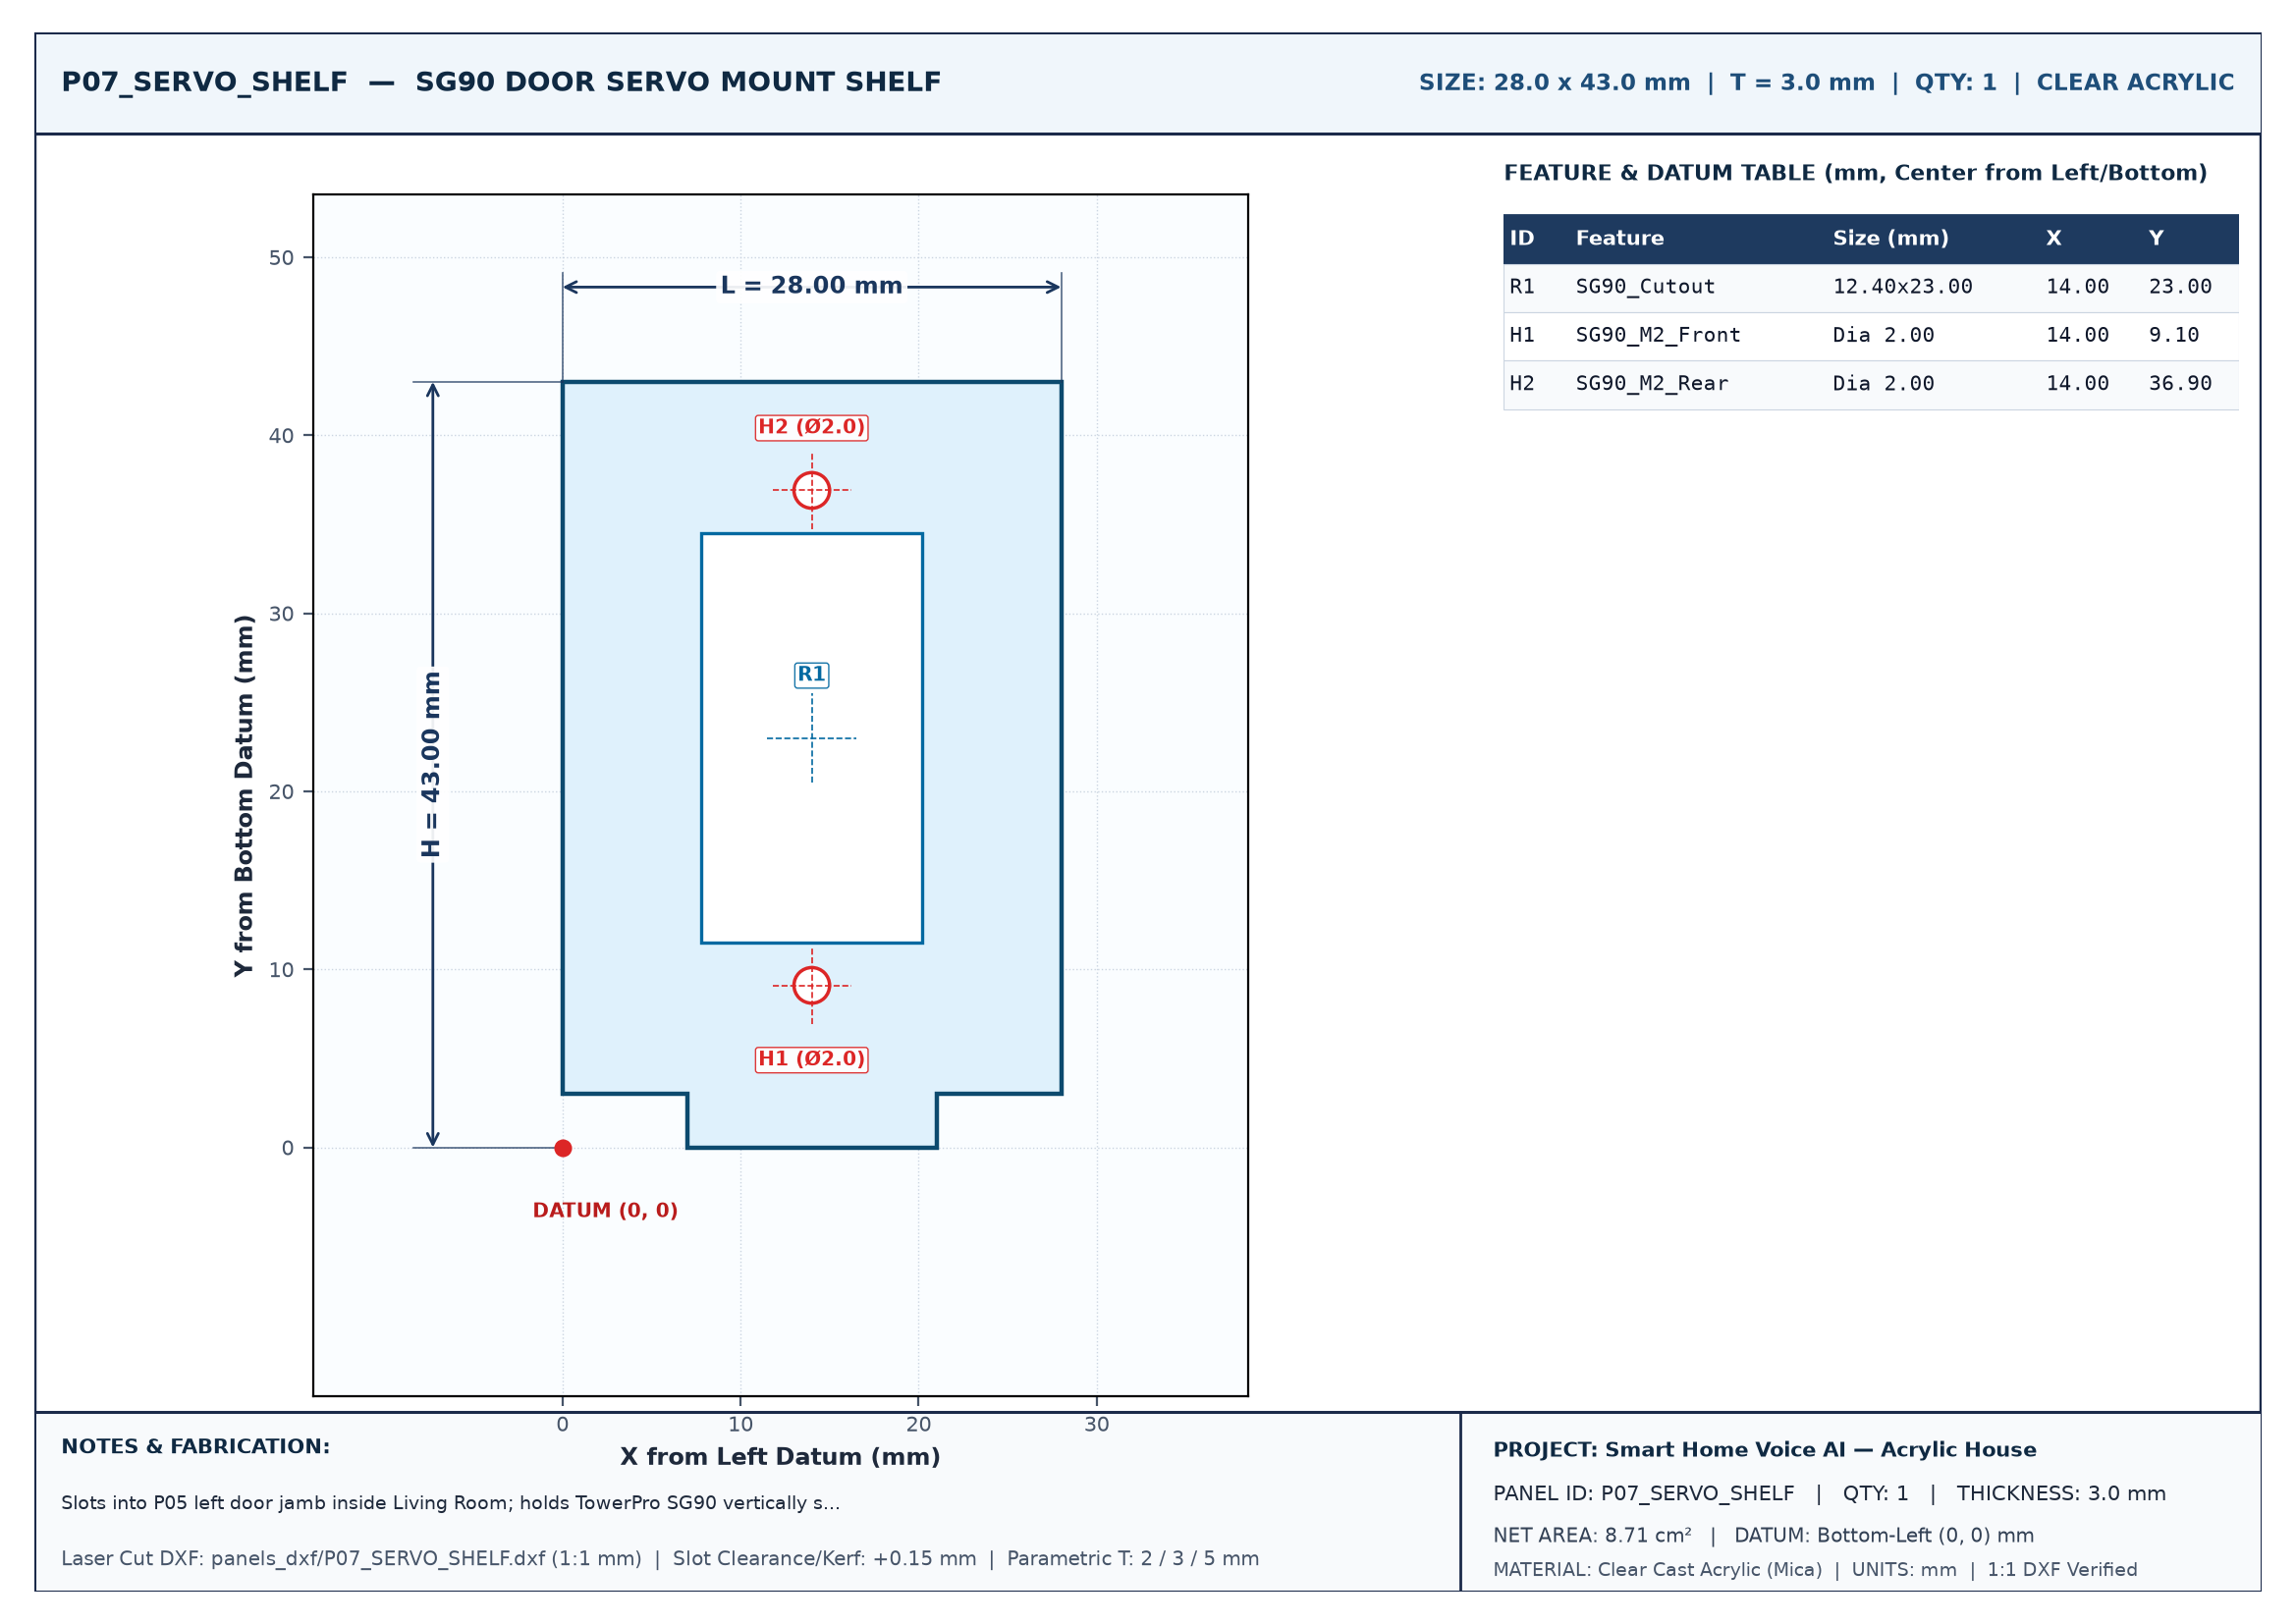 P07_SERVO_SHELF — SG90 DOOR SERVO MOUNT SHELF
SIZE: 28.0 x 43.0 mm | T = 3.0 mm | QTY: 1 | CLEAR ACRYLIC
FEATURE & DATUM TABLE (mm, Center from Left/Bottom)
ID Feature Size (mm) X Y
R1 SG90_Cutout 12.40x23.00 14.00 23.00
H1 SG90_M2_Front Dia 2.00 14.00 9.10
H2 SG90_M2_Rear Dia 2.00 14.00 36.90
50
40
30
20
10
0
Y from Bottom Datum (mm)
L = 28.00 mm
H = 43.00 mm
H2 (Ø2.0)
R1
H1 (Ø2.0)
DATUM (0, 0)
0 10 20 30
X from Left Datum (mm)
NOTES & FABRICATION:
Slots into P05 left door jamb inside Living Room; holds TowerPro SG90 vertically s...
Laser Cut DXF: panels_dxf/P07_SERVO_SHELF.dxf (1:1 mm) | Slot Clearance/Kerf: +0.15 mm | Parametric T: 2 / 3 / 5 mm
PROJECT: Smart Home Voice AI — Acrylic House
PANEL ID: P07_SERVO_SHELF | QTY: 1 | THICKNESS: 3.0 mm
NET AREA: 8.71 cm² | DATUM: Bottom-Left (0, 0) mm
MATERIAL: Clear Cast Acrylic (Mica) | UNITS: mm | 1:1 DXF Verified